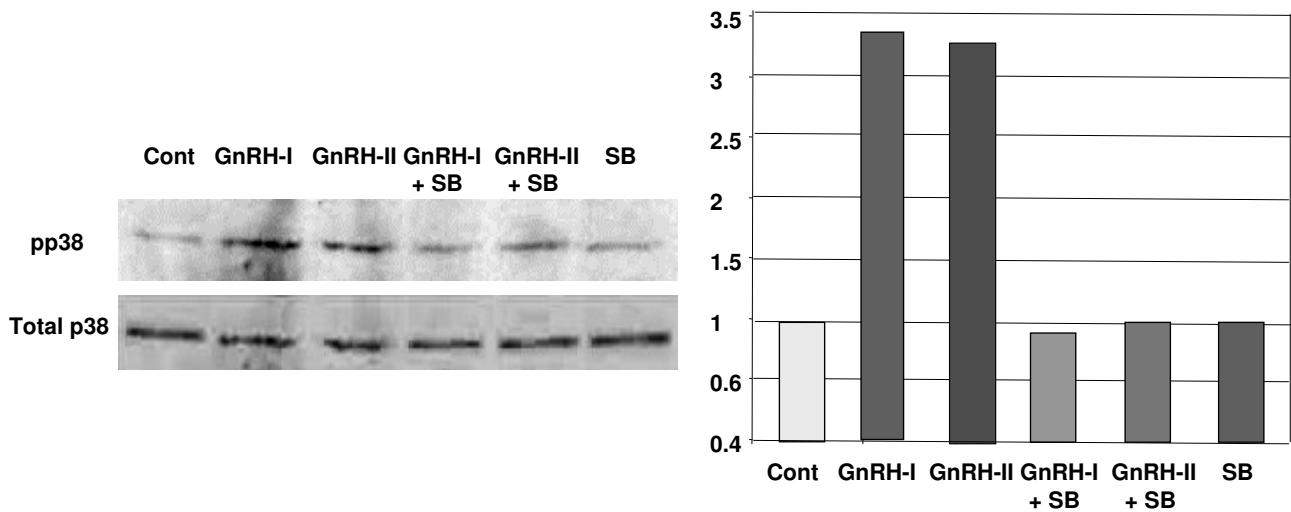 Cont GnRH-I GnRH-II GnRH-I GnRH-II SB
+ SB + SB
pp38
Total p38
3.5
3
2.5
2
1.5
1
0.6
0.4
Cont GnRH-I GnRH-II GnRH-I GnRH-II SB
+ SB + SB